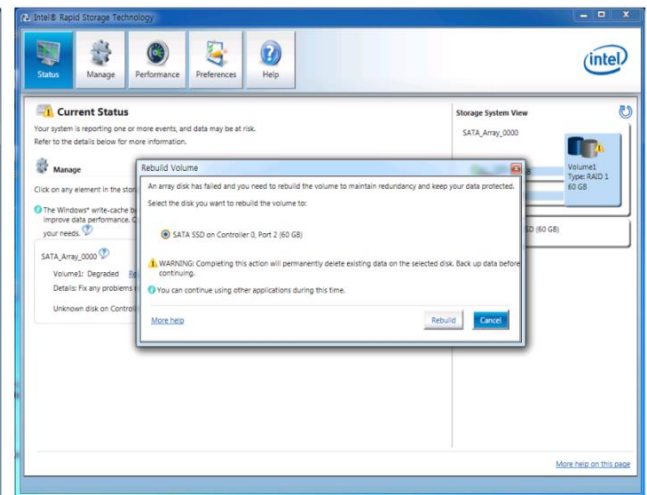 Intel® Rapid Storage Technology
Status
Manage
Performance
Preferences
Help
intel
Current Status
Your system is reporting one or more events, and data may be at risk.
Refer to the details below for more information.
Manage
Click on any element in the stor
The Windows* write-cache b
improve data performance. C
your needs.
SATA_Array_0000
Volume1: Degraded Re
Details: Fix any problems
Unknown disk on Control
Rebuild Volume
An array disk has failed and you need to rebuild the volume to maintain redundancy and keep your data protected.
Select the disk you want to rebuild the volume to:
SATA SSD on Controller 0, Port 2 (60 GB)
WARNING: Completing this action will permanently delete existing data on the selected disk. Back up data before
continuing.
You can continue using other applications during this time.
More help
Rebuild
Cancel
Storage System View
SATA_Array_0000
Volume1
Type: RAID 1
60 GB
SD (60 GB)
More help on this page